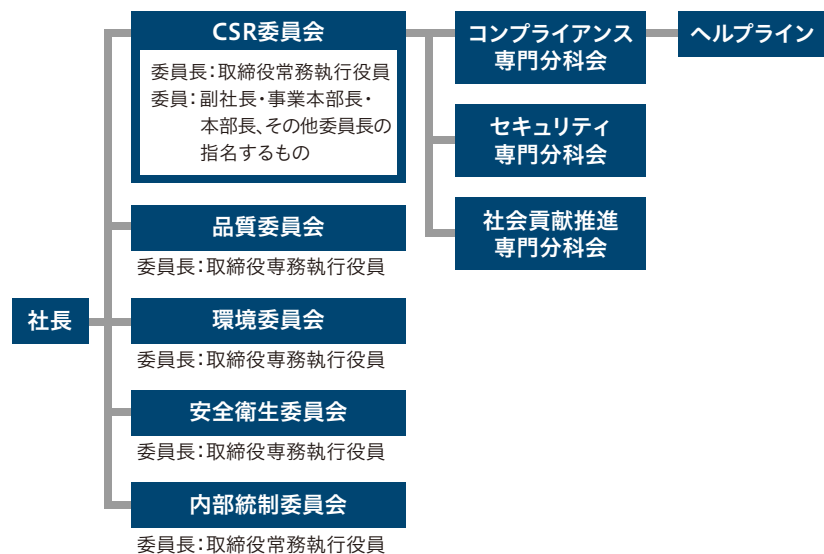 社長
CSR委員会
委員長：取締役常務執行役員
委員：副社長・事業本部長・
本部長、その他委員長の
指名するもの
コンプライアンス
専門分科会
ヘルプライン
セキュリティ
専門分科会
社会貢献推進
専門分科会
品質委員会
委員長：取締役専務執行役員
環境委員会
委員長：取締役専務執行役員
安全衛生委員会
委員長：取締役専務執行役員
内部統制委員会
委員長：取締役常務執行役員